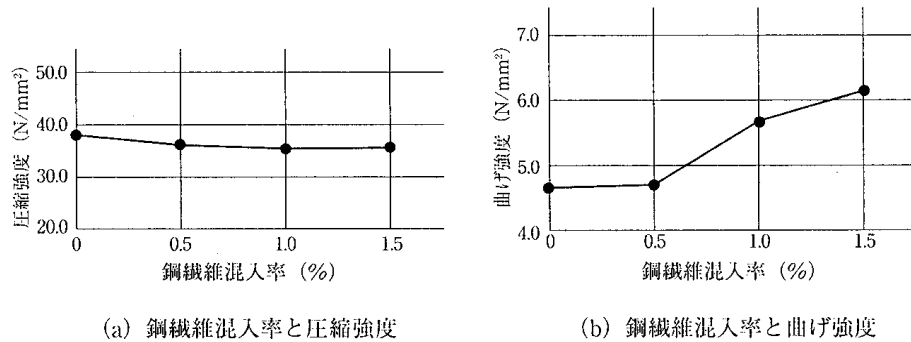 圧縮強度 (N/mm²)
50.0
40.0
30.0
20.0
0 0.5 1.0 1.5
鋼繊維混入率 (%)
(a) 鋼繊維混入率と圧縮強度
曲げ強度 (N/mm²)
7.0
6.0
5.0
4.0
0 0.5 1.0 1.5
鋼繊維混入率 (%)
(b) 鋼繊維混入率と曲げ強度